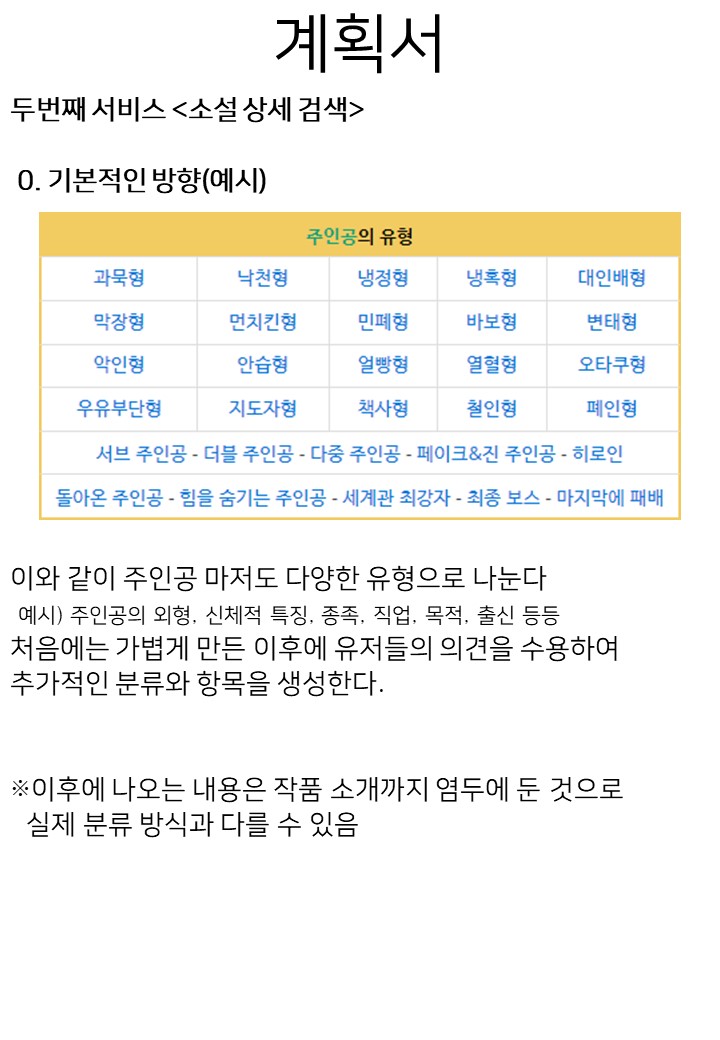 계획서
두번째 서비스 <소설 상세 검색>
0. 기본적인 방향(예시)
주인공의 유형
과묵형 낙천형 냉정형 냉혹형 대인배형
막장형 먼치킨형 민폐형 바보형 변태형
악인형 안습형 얼빵형 열혈형 오타쿠형
우유부단형 지도자형 책사형 철인형 폐인형
서브 주인공 - 더블 주인공 - 다중 주인공 - 페이크&진 주인공 - 히로인
돌아온 주인공 - 힘을 숨기는 주인공 - 세계관 최강자 - 최종 보스 - 마지막에 패배
이와 같이 주인공 마저도 다양한 유형으로 나눈다
예시) 주인공의 외형, 신체적 특징, 종족, 직업, 목적, 출신 등등
처음에는 가볍게 만든 이후에 유저들의 의견을 수용하여
추가적인 분류와 항목을 생성한다.
※이후에 나오는 내용은 작품 소개까지 염두에 둔 것으로
실제 분류 방식과 다를 수 있음